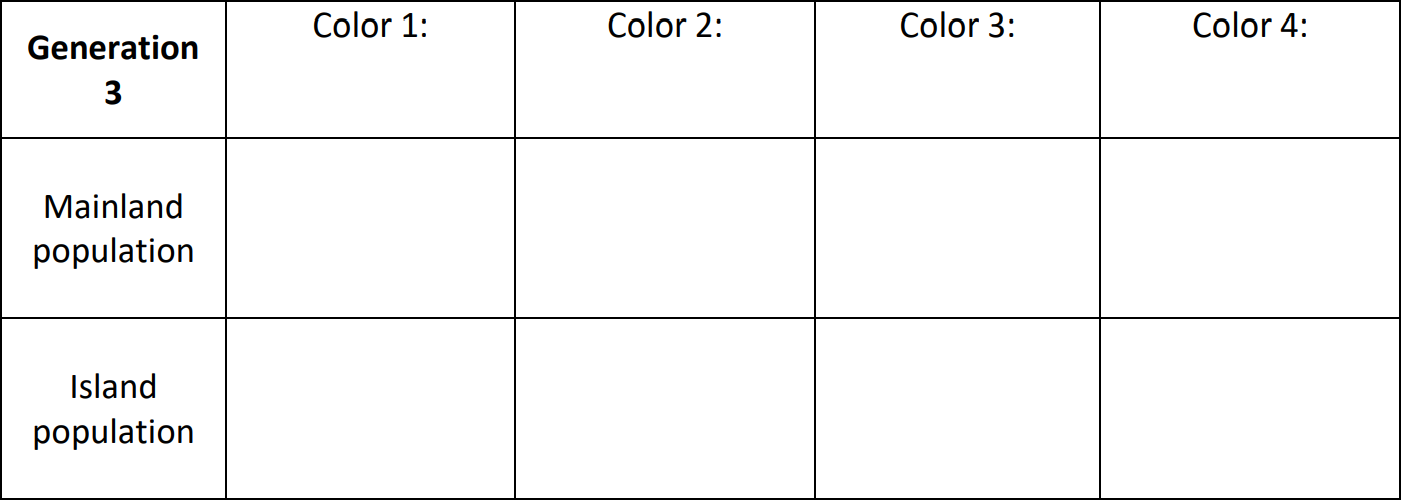 Generation
3
Color 1:
Color 2:
Color 3:
Color 4:
Mainland
population
Island
population